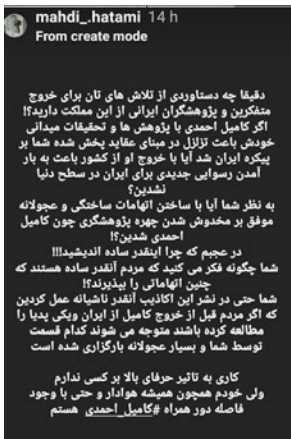 mahdi_.hatami 14 h
From create mode
دقیقا چه دستاوردی از تلاش های تان برای خروج
متفکرین و پژوهشگران ایرانی از این مملکت دارید؟!
اگر کامیل احمدی با پژوهش ها و تحقیقات میدانی
خودش باعث تزلزل در مبنای عقاید پخش شده شما بر
پیکره ایران شد آیا با خروج او از کشور باعث به بار
آمدن رسوایی جدیدی برای ایران در سطح دنیا
نشدین؟
به نظر شما آیا با ساختن اتهامات ساختگی و عجولانه
موفق بر مخدوش شدن چهره پژوهشگری چون کامیل
احمدی شدین؟!
در عجبم که چرا اینقدر ساده اندیشید!!!
شما چگونه فکر می کنید که مردم آنقدر ساده هستند که
چنین اتهاماتی را بپذیرند؟!
شما حتی در نشر این اکاذیب آنقدر ناشیانه عمل کردین
که اگر مردم قبل از خروج کامیل از ایران ویکی پدیا را
مطالعه کرده باشند متوجه می شوند کدام قسمت
توسط شما و بسیار عجولانه بارگزاری شده است
کاری به تاثیر حرفای بالا بر کسی ندارم
ولی خودم همچون همیشه هوادار و حتی با وجود
فاصله دور همراه #کامیل_احمدی هستم